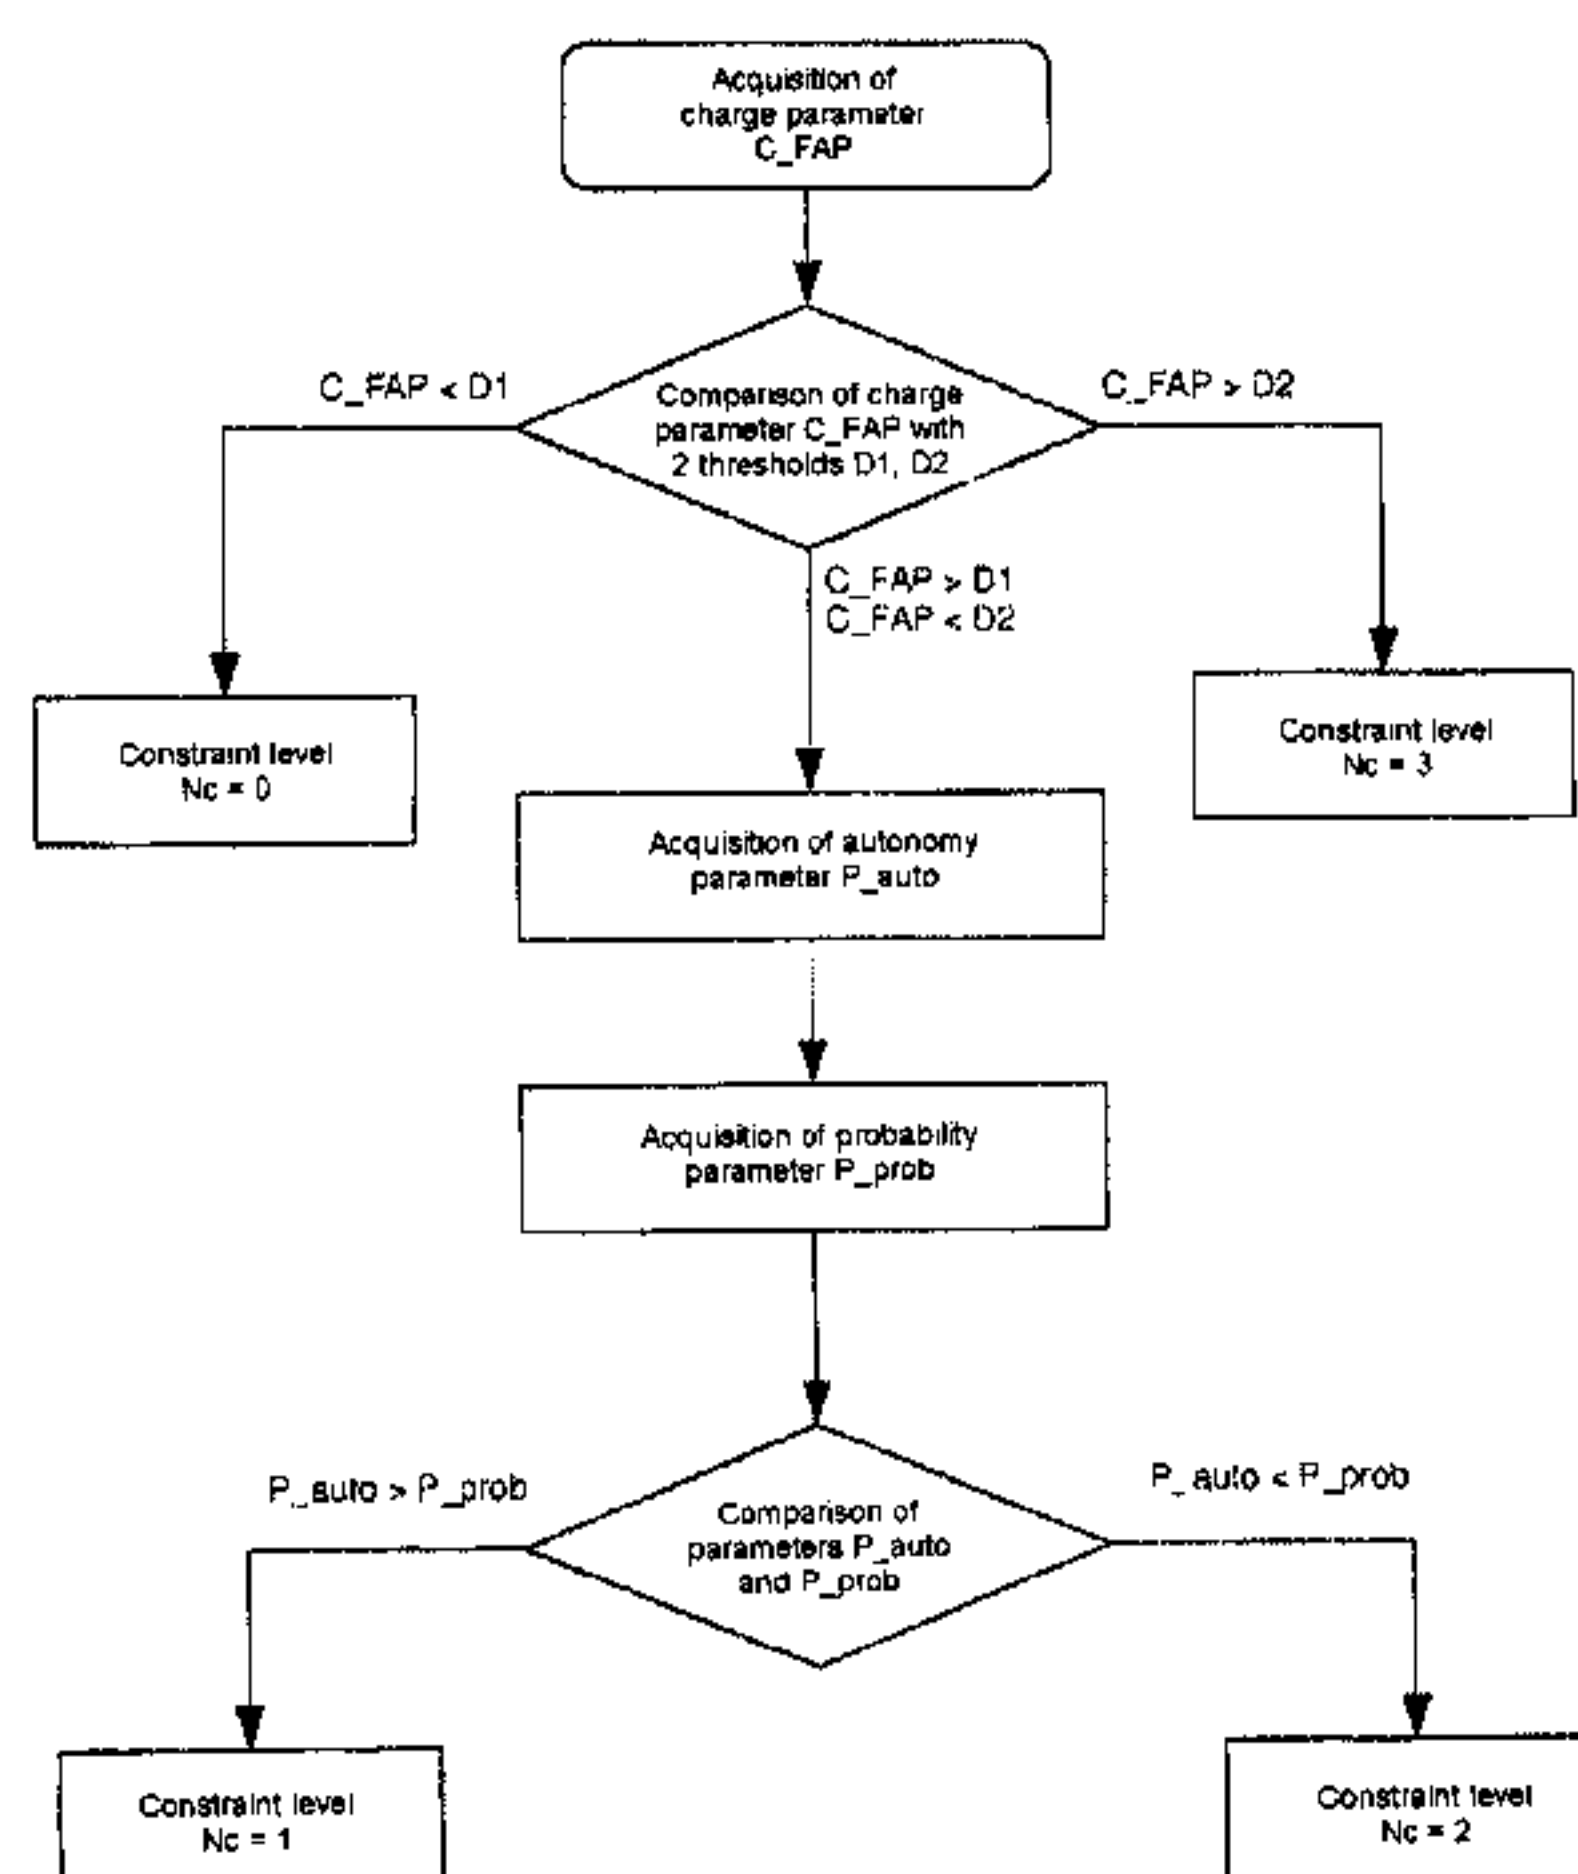 Acquisition of
charge parameter
C_FAP
C_FAP < D1
Comparison of charge
parameter C_FAP with
2 thresholds D1, D2
C_FAP > D2
C_FAP > D1
C_FAP < D2
Constraint level
Nc = 0
Constraint level
Nc = 3
Acquisition of autonomy
parameter P_auto
Acquisition of probability
parameter P_prob
P_auto > P_prob
Comparison of
parameters P_auto
and P_prob
P_auto < P_prob
Constraint level
Nc = 1
Constraint level
Nc = 2